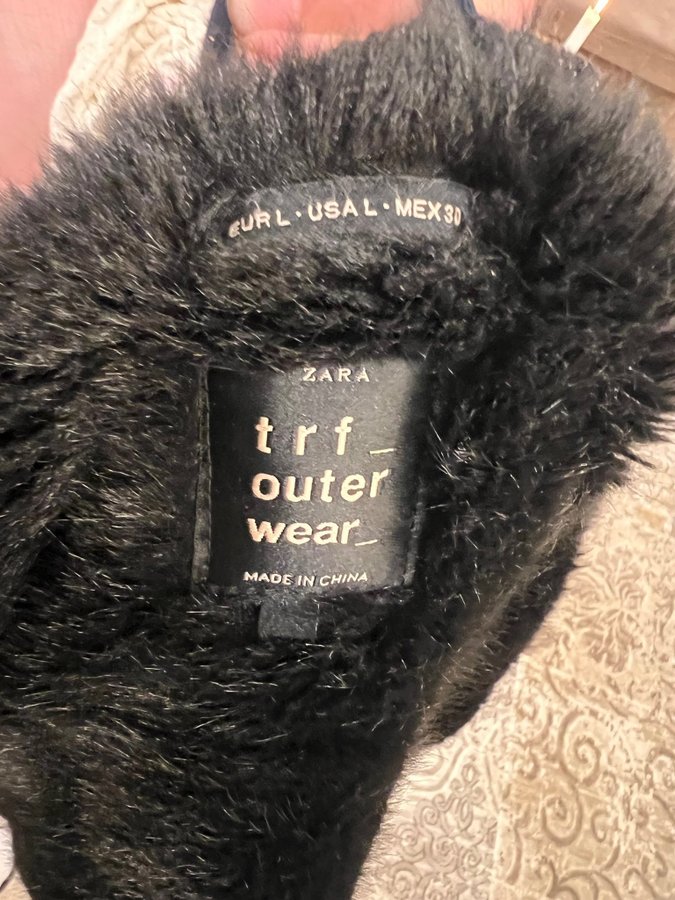 EUR L · USA L · MEX 30
ZARA
trf_
outer
wear_
MADE IN CHINA